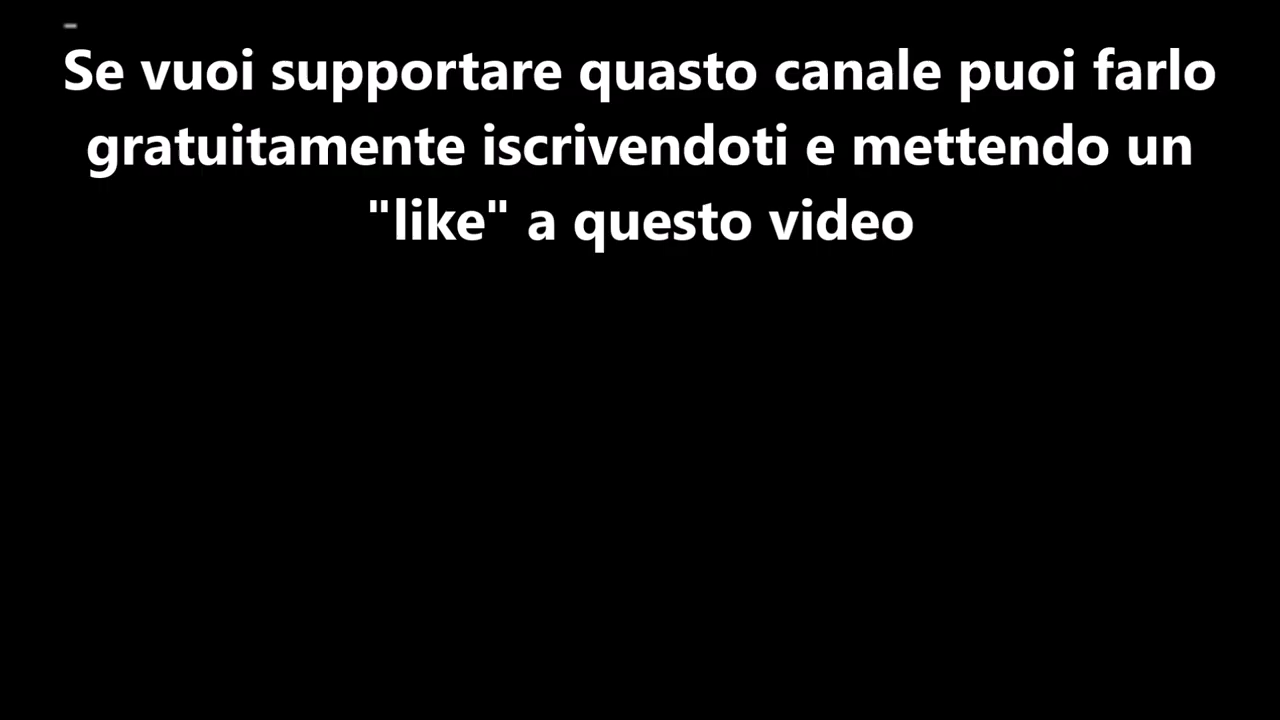 Se vuoi supportare quasto canale puoi farlo
gratuitamente iscrivendoti e mettendo un
"like" a questo video